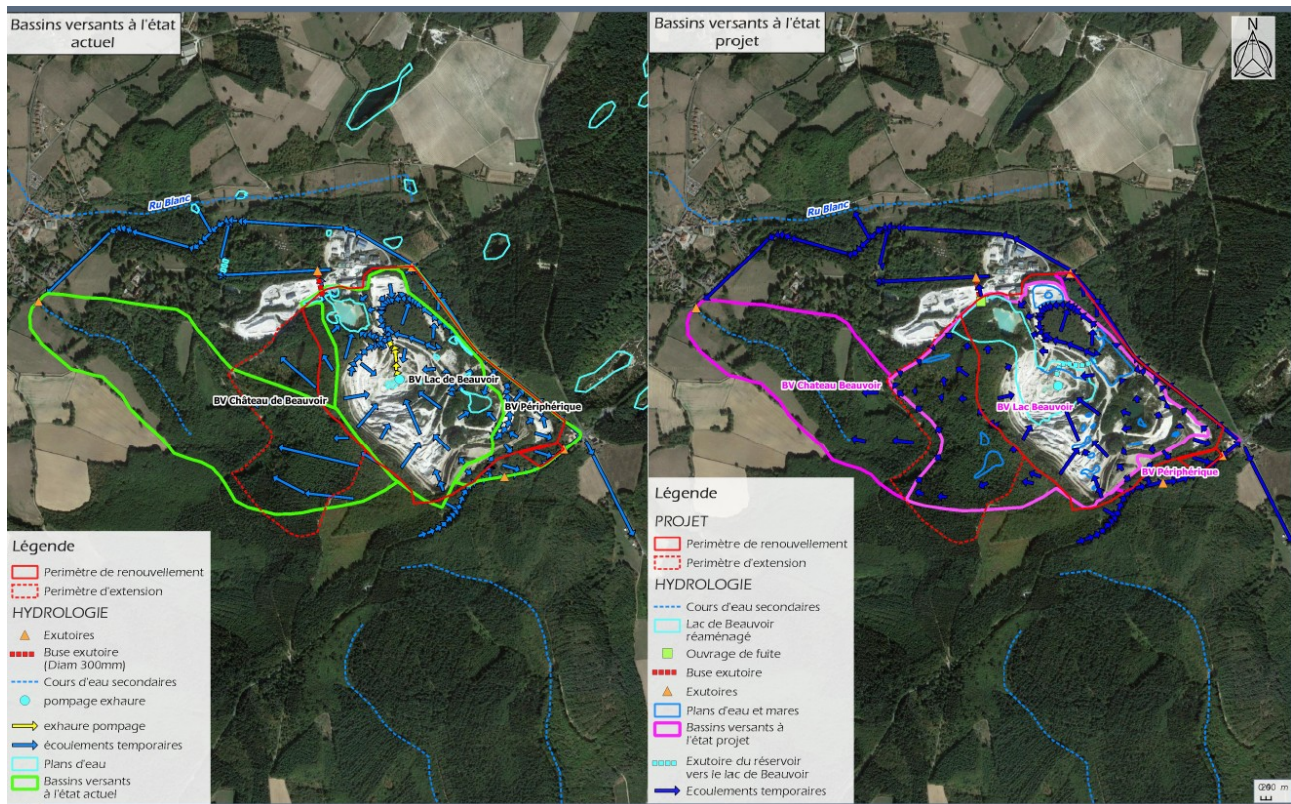 Bassins versants à l'état
actuel
Ru Blanc
BV Lac de Beauvoir
BV Château de Beauvoir
BV Périphérique
Légende
Perimètre de renouvellement
Perimètre d'extension
HYDROLOGIE
Exutoires
Buse exutoire
(Diam 300mm)
Cours d'eau secondaires
pompage exhaure
exhaure pompage
écoulements temporaires
Plans d'eau
Bassins versants
à l'état actuel
Bassins versants à l'état
projet
N
Ru Blanc
BV Chateau Beauvoir
BV Lac Beauvoir
BV Périphérique
Légende
PROJET
Perimètre de renouvellement
Perimètre d'extension
HYDROLOGIE
Cours d'eau secondaires
Lac de Beauvoir
réaménagé
Ouvrage de fuite
Buse exutoire
Exutoires
Plans d'eau et mares
Bassins versants à
l'état projet
Exutoire du réservoir
vers le lac de Beauvoir
Ecoulements temporaires